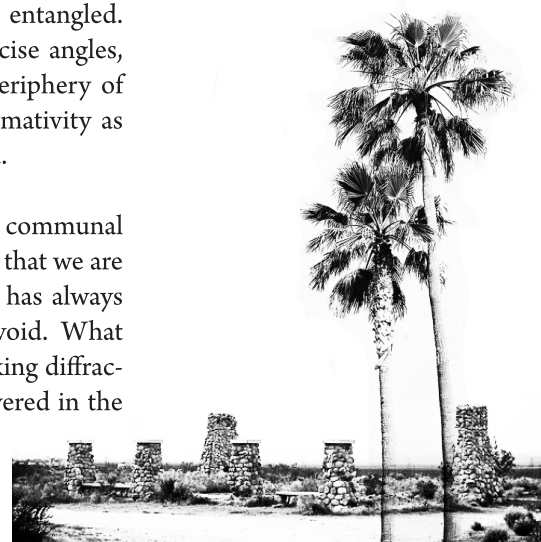 entangled.
cise angles,
eriphery of
mativity as
.
communal
that we are
has always
void. What
king diffrac-
vered in the